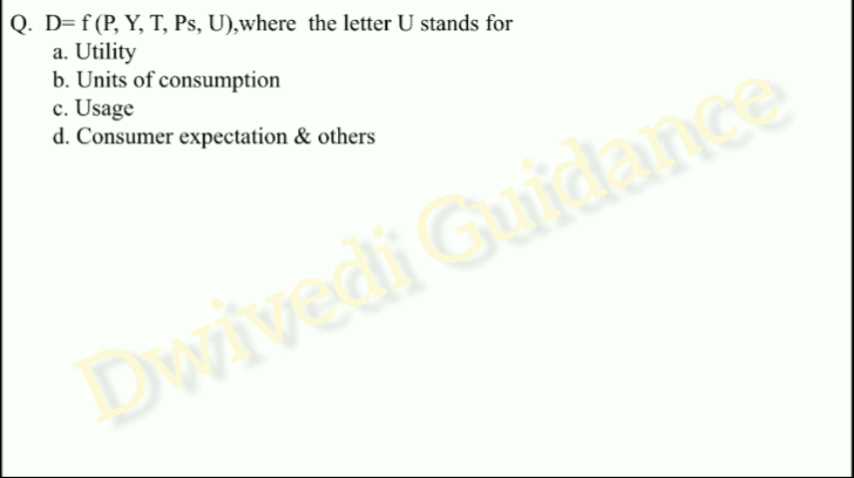 Q. D= f (P, Y, T, Ps, U),where the letter U stands for
a. Utility
b. Units of consumption
c. Usage
d. Consumer expectation & others
Dwivedi Guidance